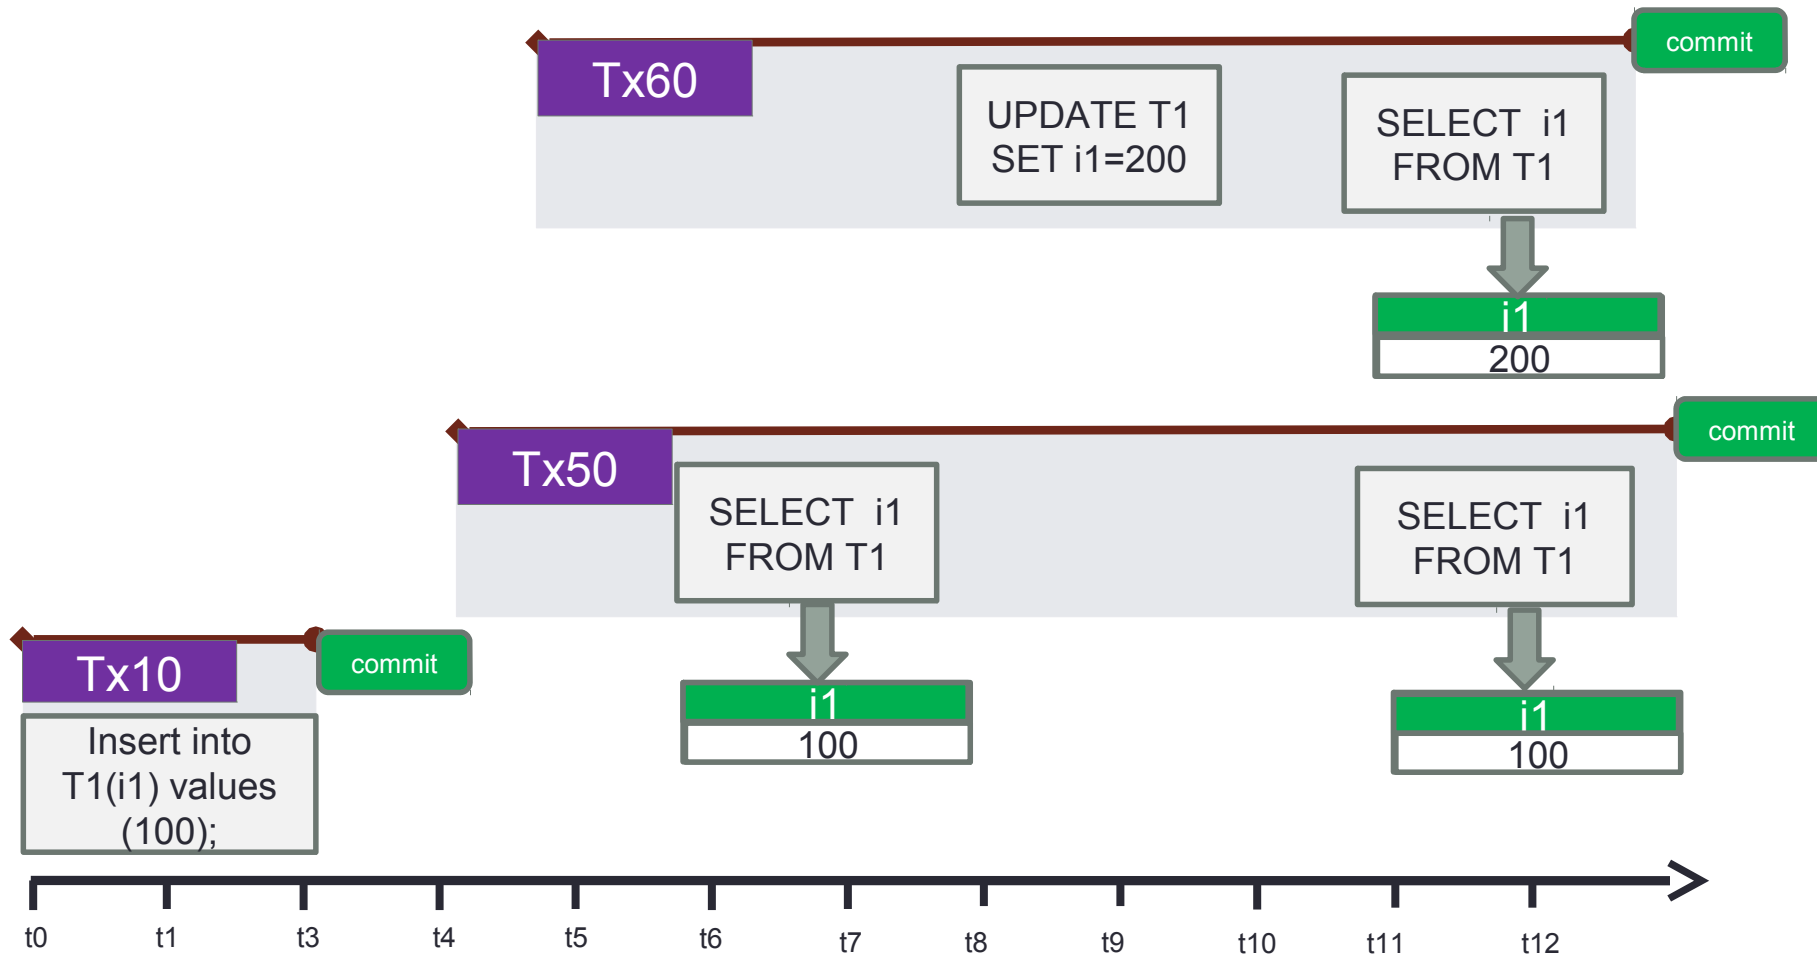 commit
Tx60
UPDATE T1
SET i1=200
SELECT i1
FROM T1
i1
200
commit
Tx50
SELECT i1
FROM T1
SELECT i1
FROM T1
i1
100
i1
100
Tx10
commit
Insert into
T1(i1) values
(100);
t0 t1 t3 t4 t5 t6 t7 t8 t9 t10 t11 t12